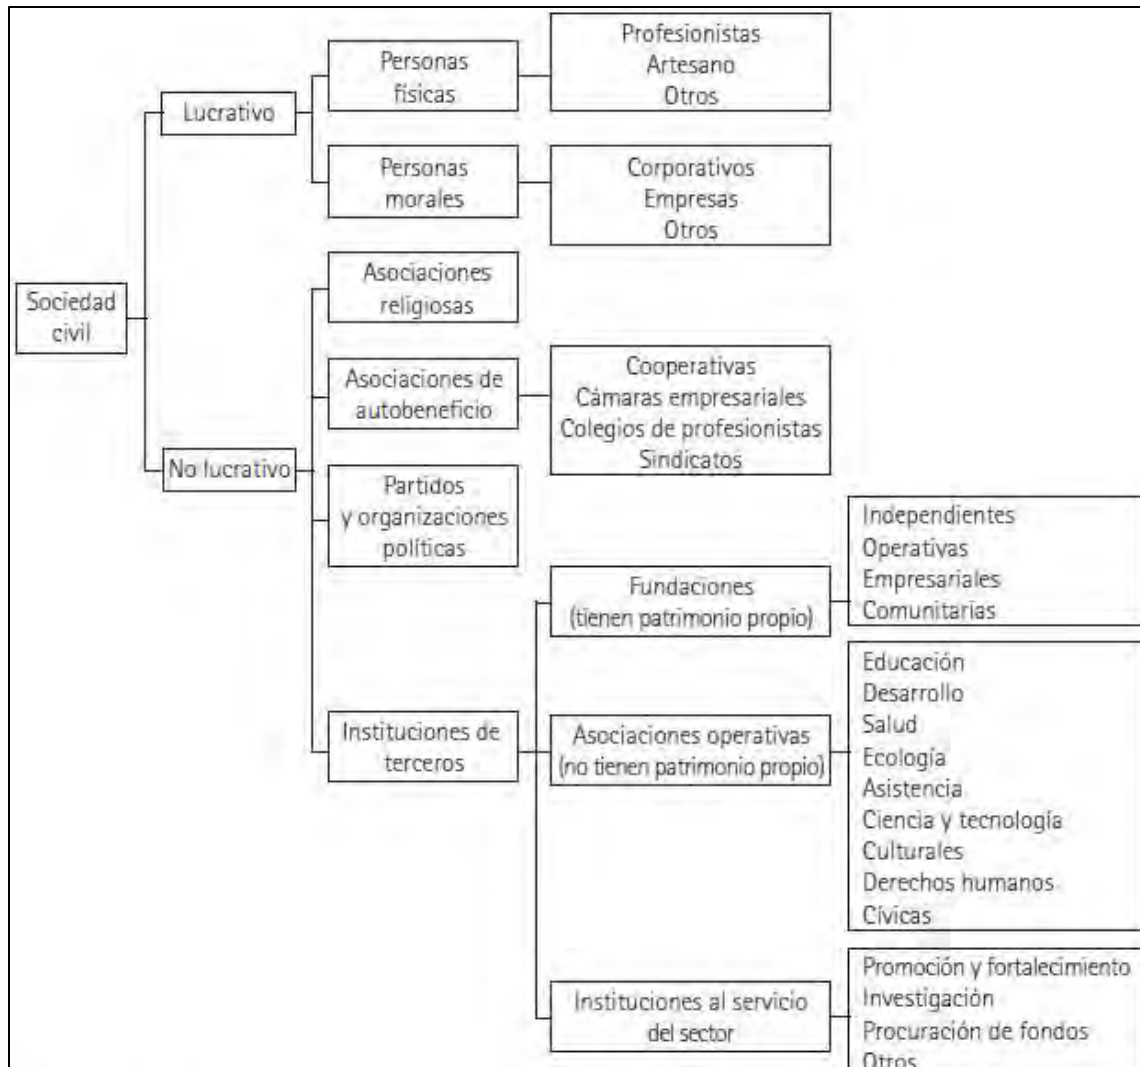 Sociedad
civil
Lucrativo
Personas
físicas
Profesionistas
Artesano
Otros
Personas
morales
Corporativos
Empresas
Otros
No lucrativo
Asociaciones
religiosas
Asociaciones de
autobeneficio
Cooperativas
Cámaras empresariales
Colegios de profesionistas
Sindicatos
Partidos
y organizaciones
políticas
Instituciones de
terceros
Fundaciones
(tienen patrimonio propio)
Independientes
Operativas
Empresariales
Comunitarias
Asociaciones operativas
(no tienen patrimonio propio)
Educación
Desarrollo
Salud
Ecología
Asistencia
Ciencia y tecnología
Culturales
Derechos humanos
Cívicas
Instituciones al servicio
del sector
Promoción y fortalecimiento
Investigación
Procuración de fondos
Otros